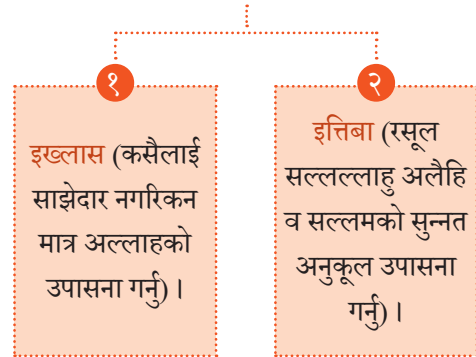 १
इख्लास (कसैलाई
साझेदार नगरिकन
मात्र अल्लाहको
उपासना गर्नु) ।
२
इत्तिबा (रसूल
सल्लल्लाहु अलैहि
व सल्लमको सुन्नत
अनुकूल उपासना
गर्नु) ।